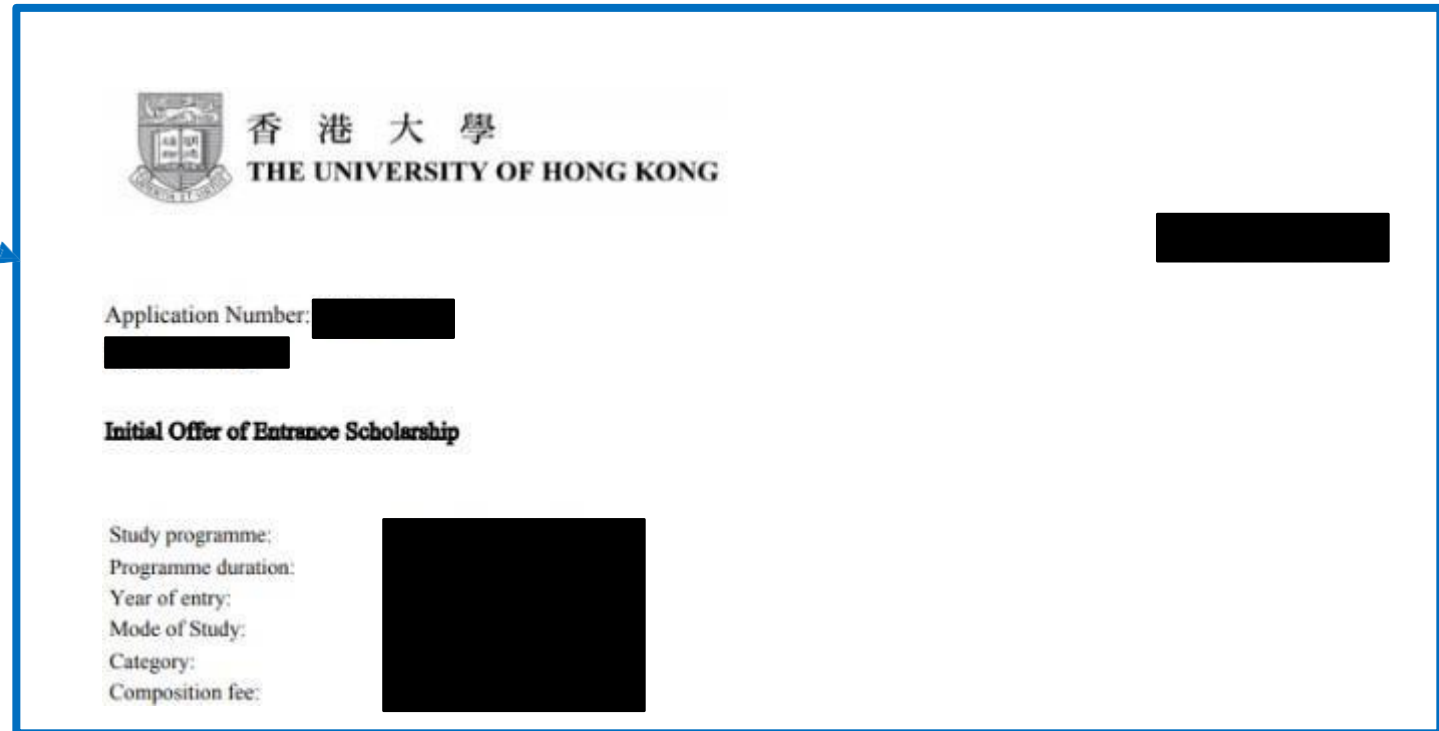 香 港 大 學
THE UNIVERSITY OF HONG KONG
Application Number:
Initial Offer of Entrance Scholarship
Study programme:
Programme duration:
Year of entry:
Mode of Study:
Category:
Composition fee: